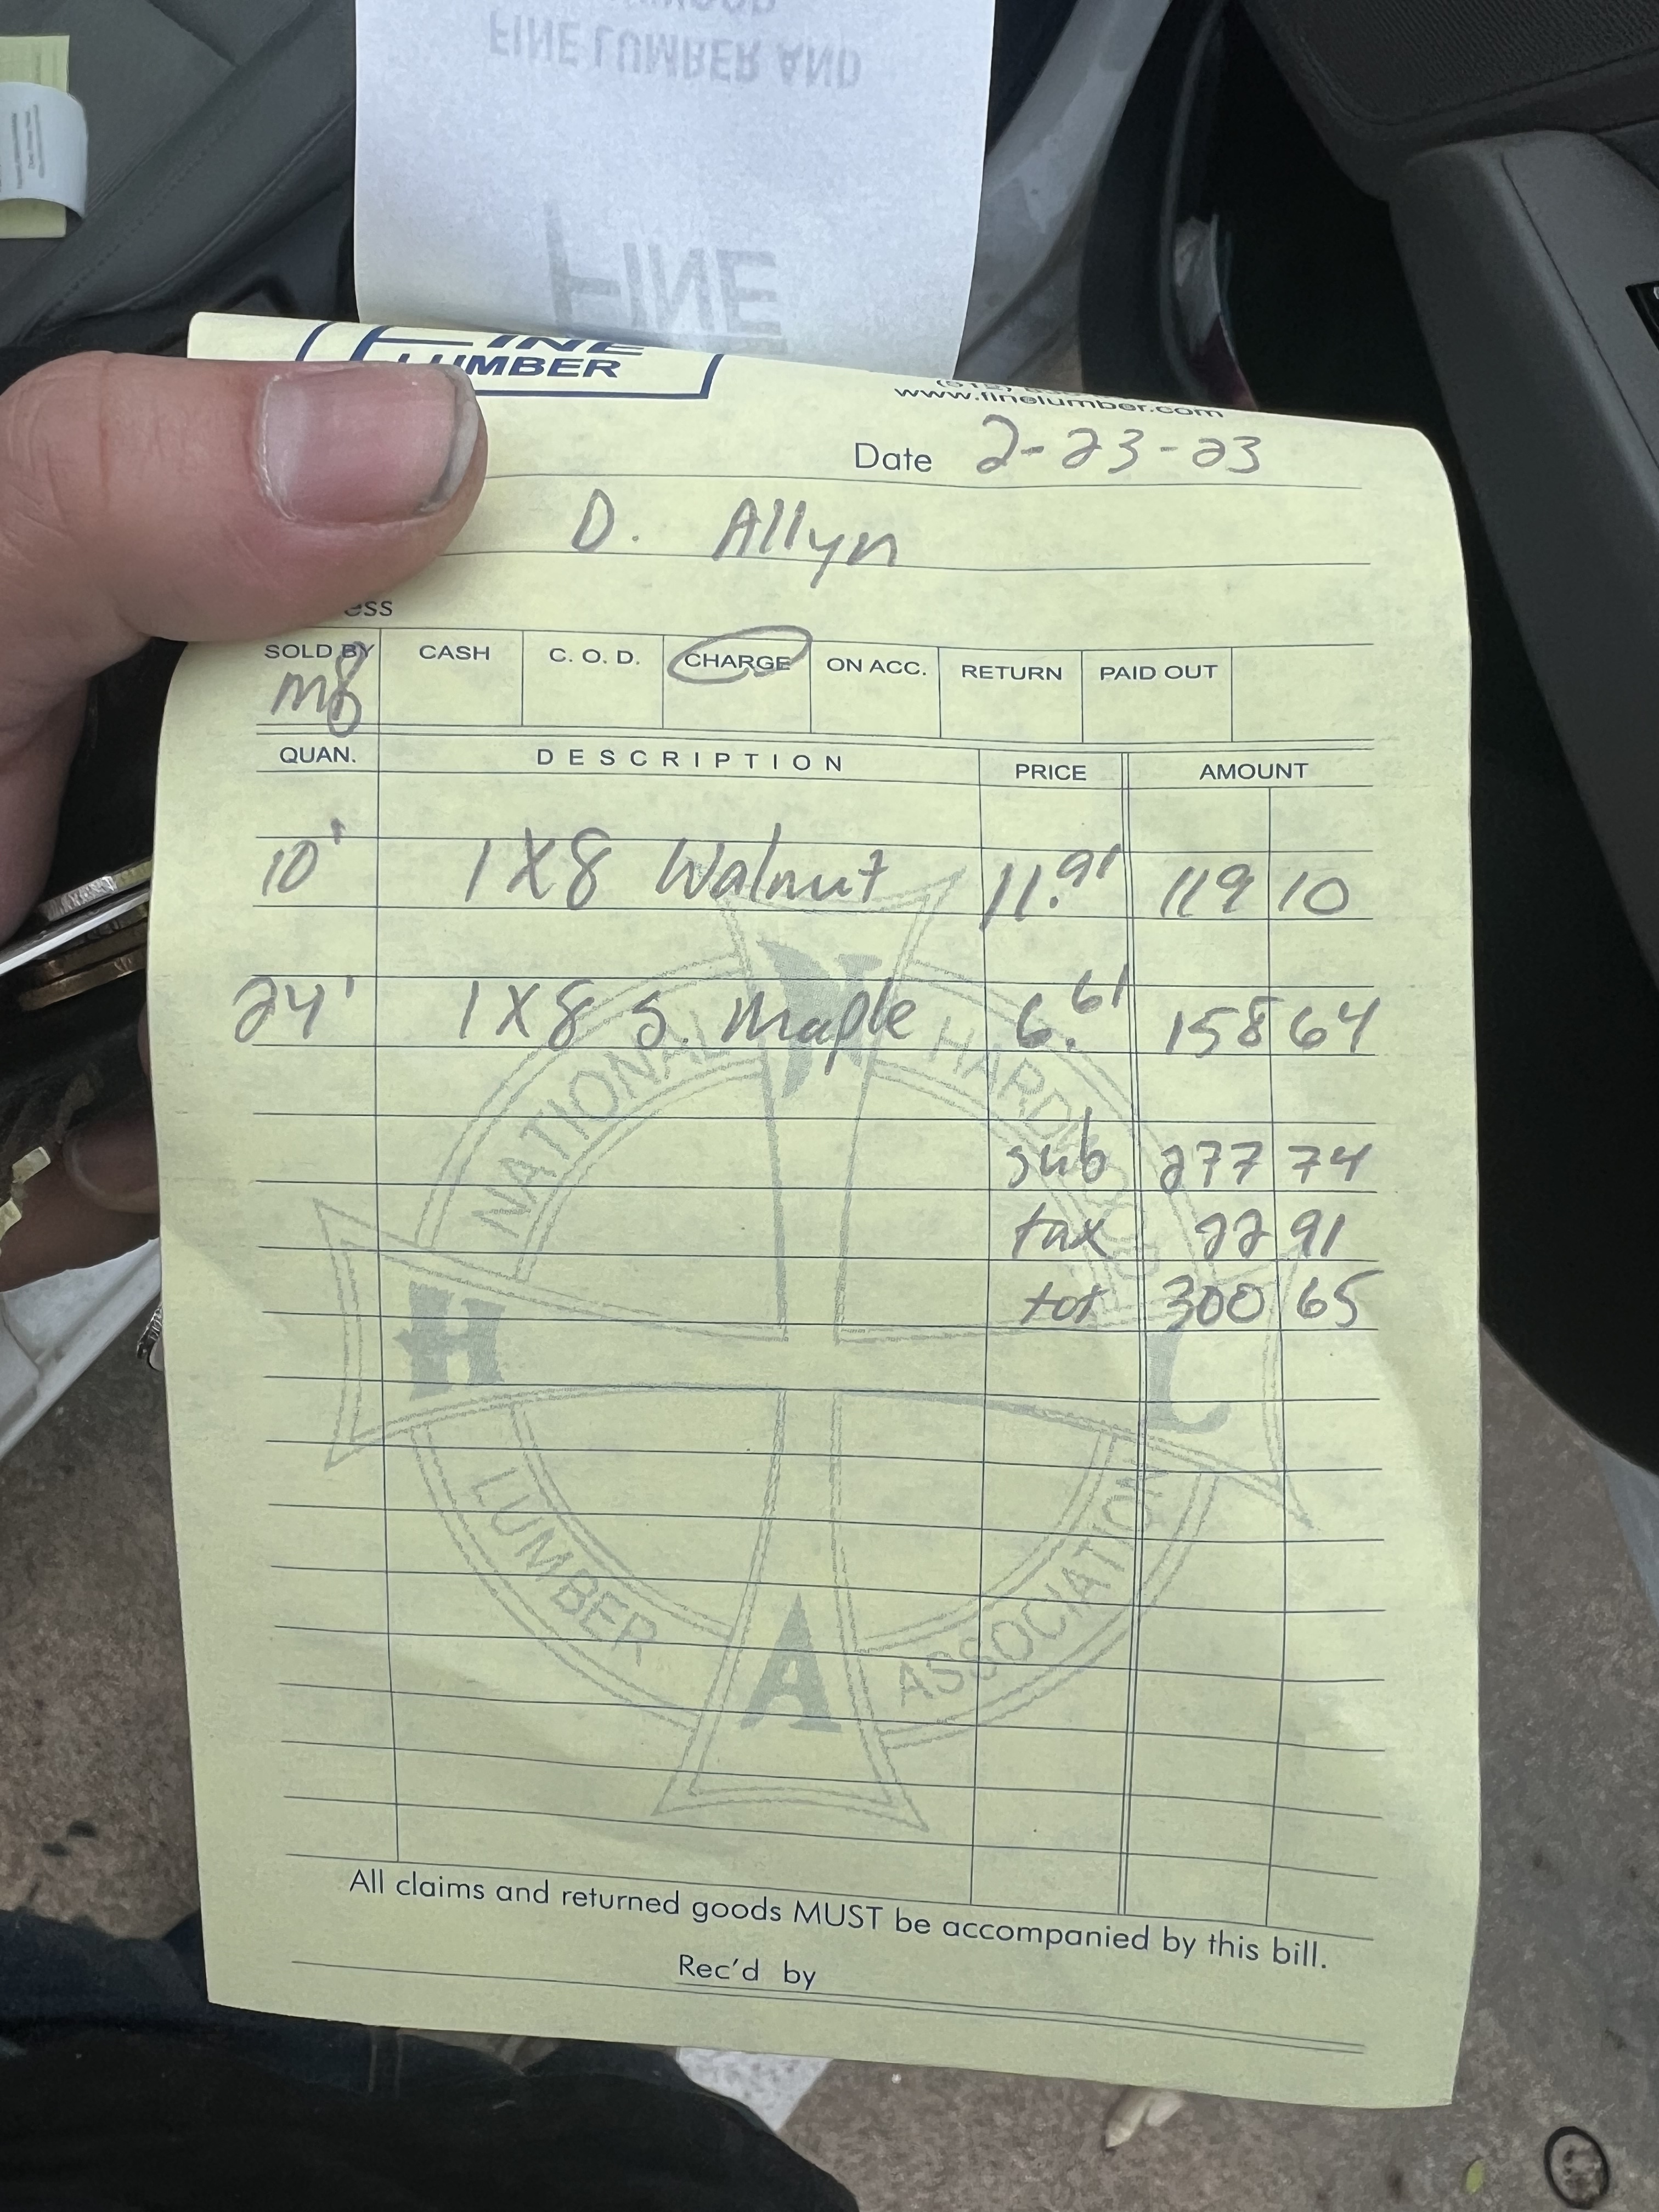 FINE LUMBER AND
FINE
LUMBER
www.finelumber.com
Date 2-23-23
D. Allyn
ess
SOLD BY CASH C. O. D. CHARGE ON ACC. RETURN PAID OUT
QUAN. DESCRIPTION PRICE AMOUNT
10' 1X8 Walnut 11.91 119 10
24' 1X8 S. Maple 6.61 158 64
sub 277 74
tax 22 91
tot 300 65
NATIONAL HARDWOOD
LUMBER ASSOCIATION
N
H L
A
All claims and returned goods MUST be accompanied by this bill.
Rec'd by